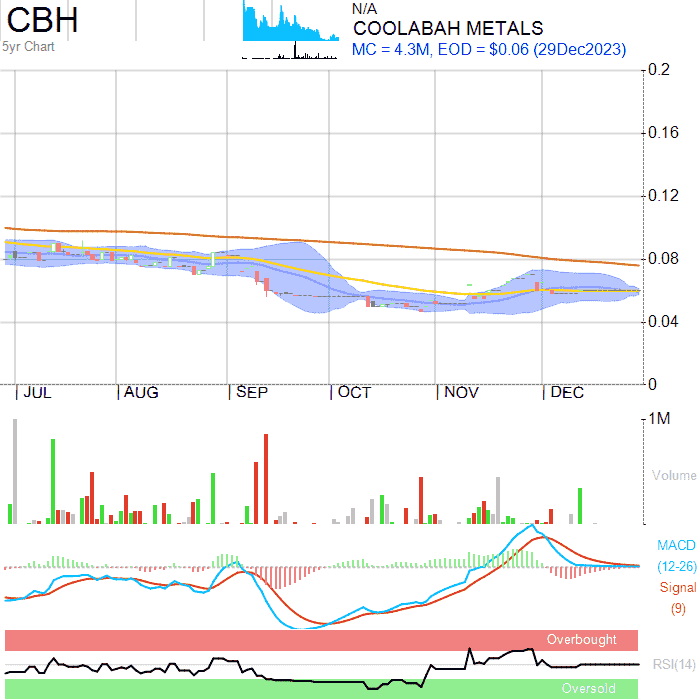 CBH
5yr Chart
N/A
COOLABAH METALS
MC = 4.3M, EOD = $0.06 (29Dec2023)
0.2
0.16
0.12
0.08
0.04
0
JUL
AUG
SEP
OCT
NOV
DEC
1M
Volume
MACD
(12-26)
Signal
(9)
Overbought
RSI(14)
Oversold